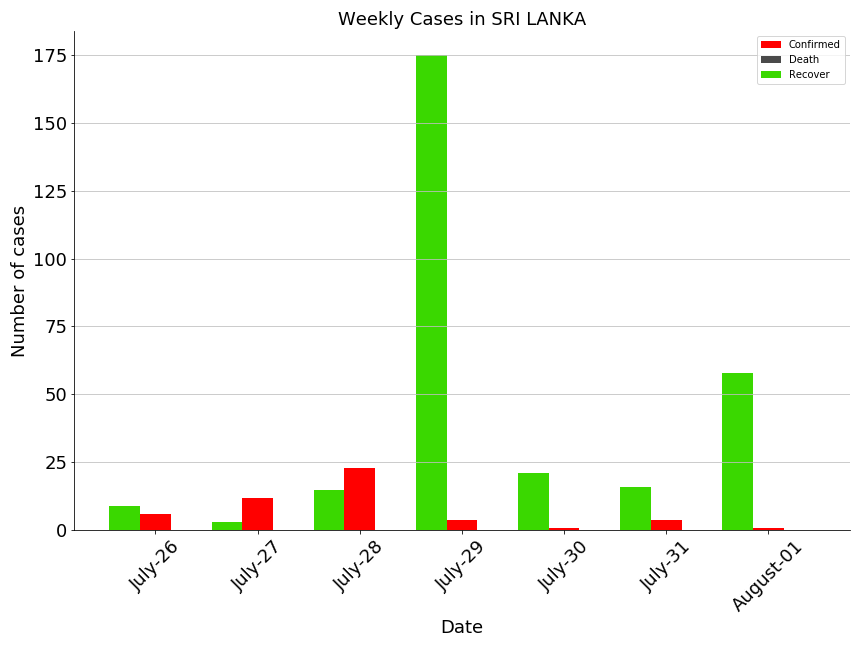 Weekly Cases in SRI LANKA
Confirmed
Death
Recover
Number of cases
175
150
125
100
75
50
25
0
July-26
July-27
July-28
July-29
July-30
July-31
August-01
Date